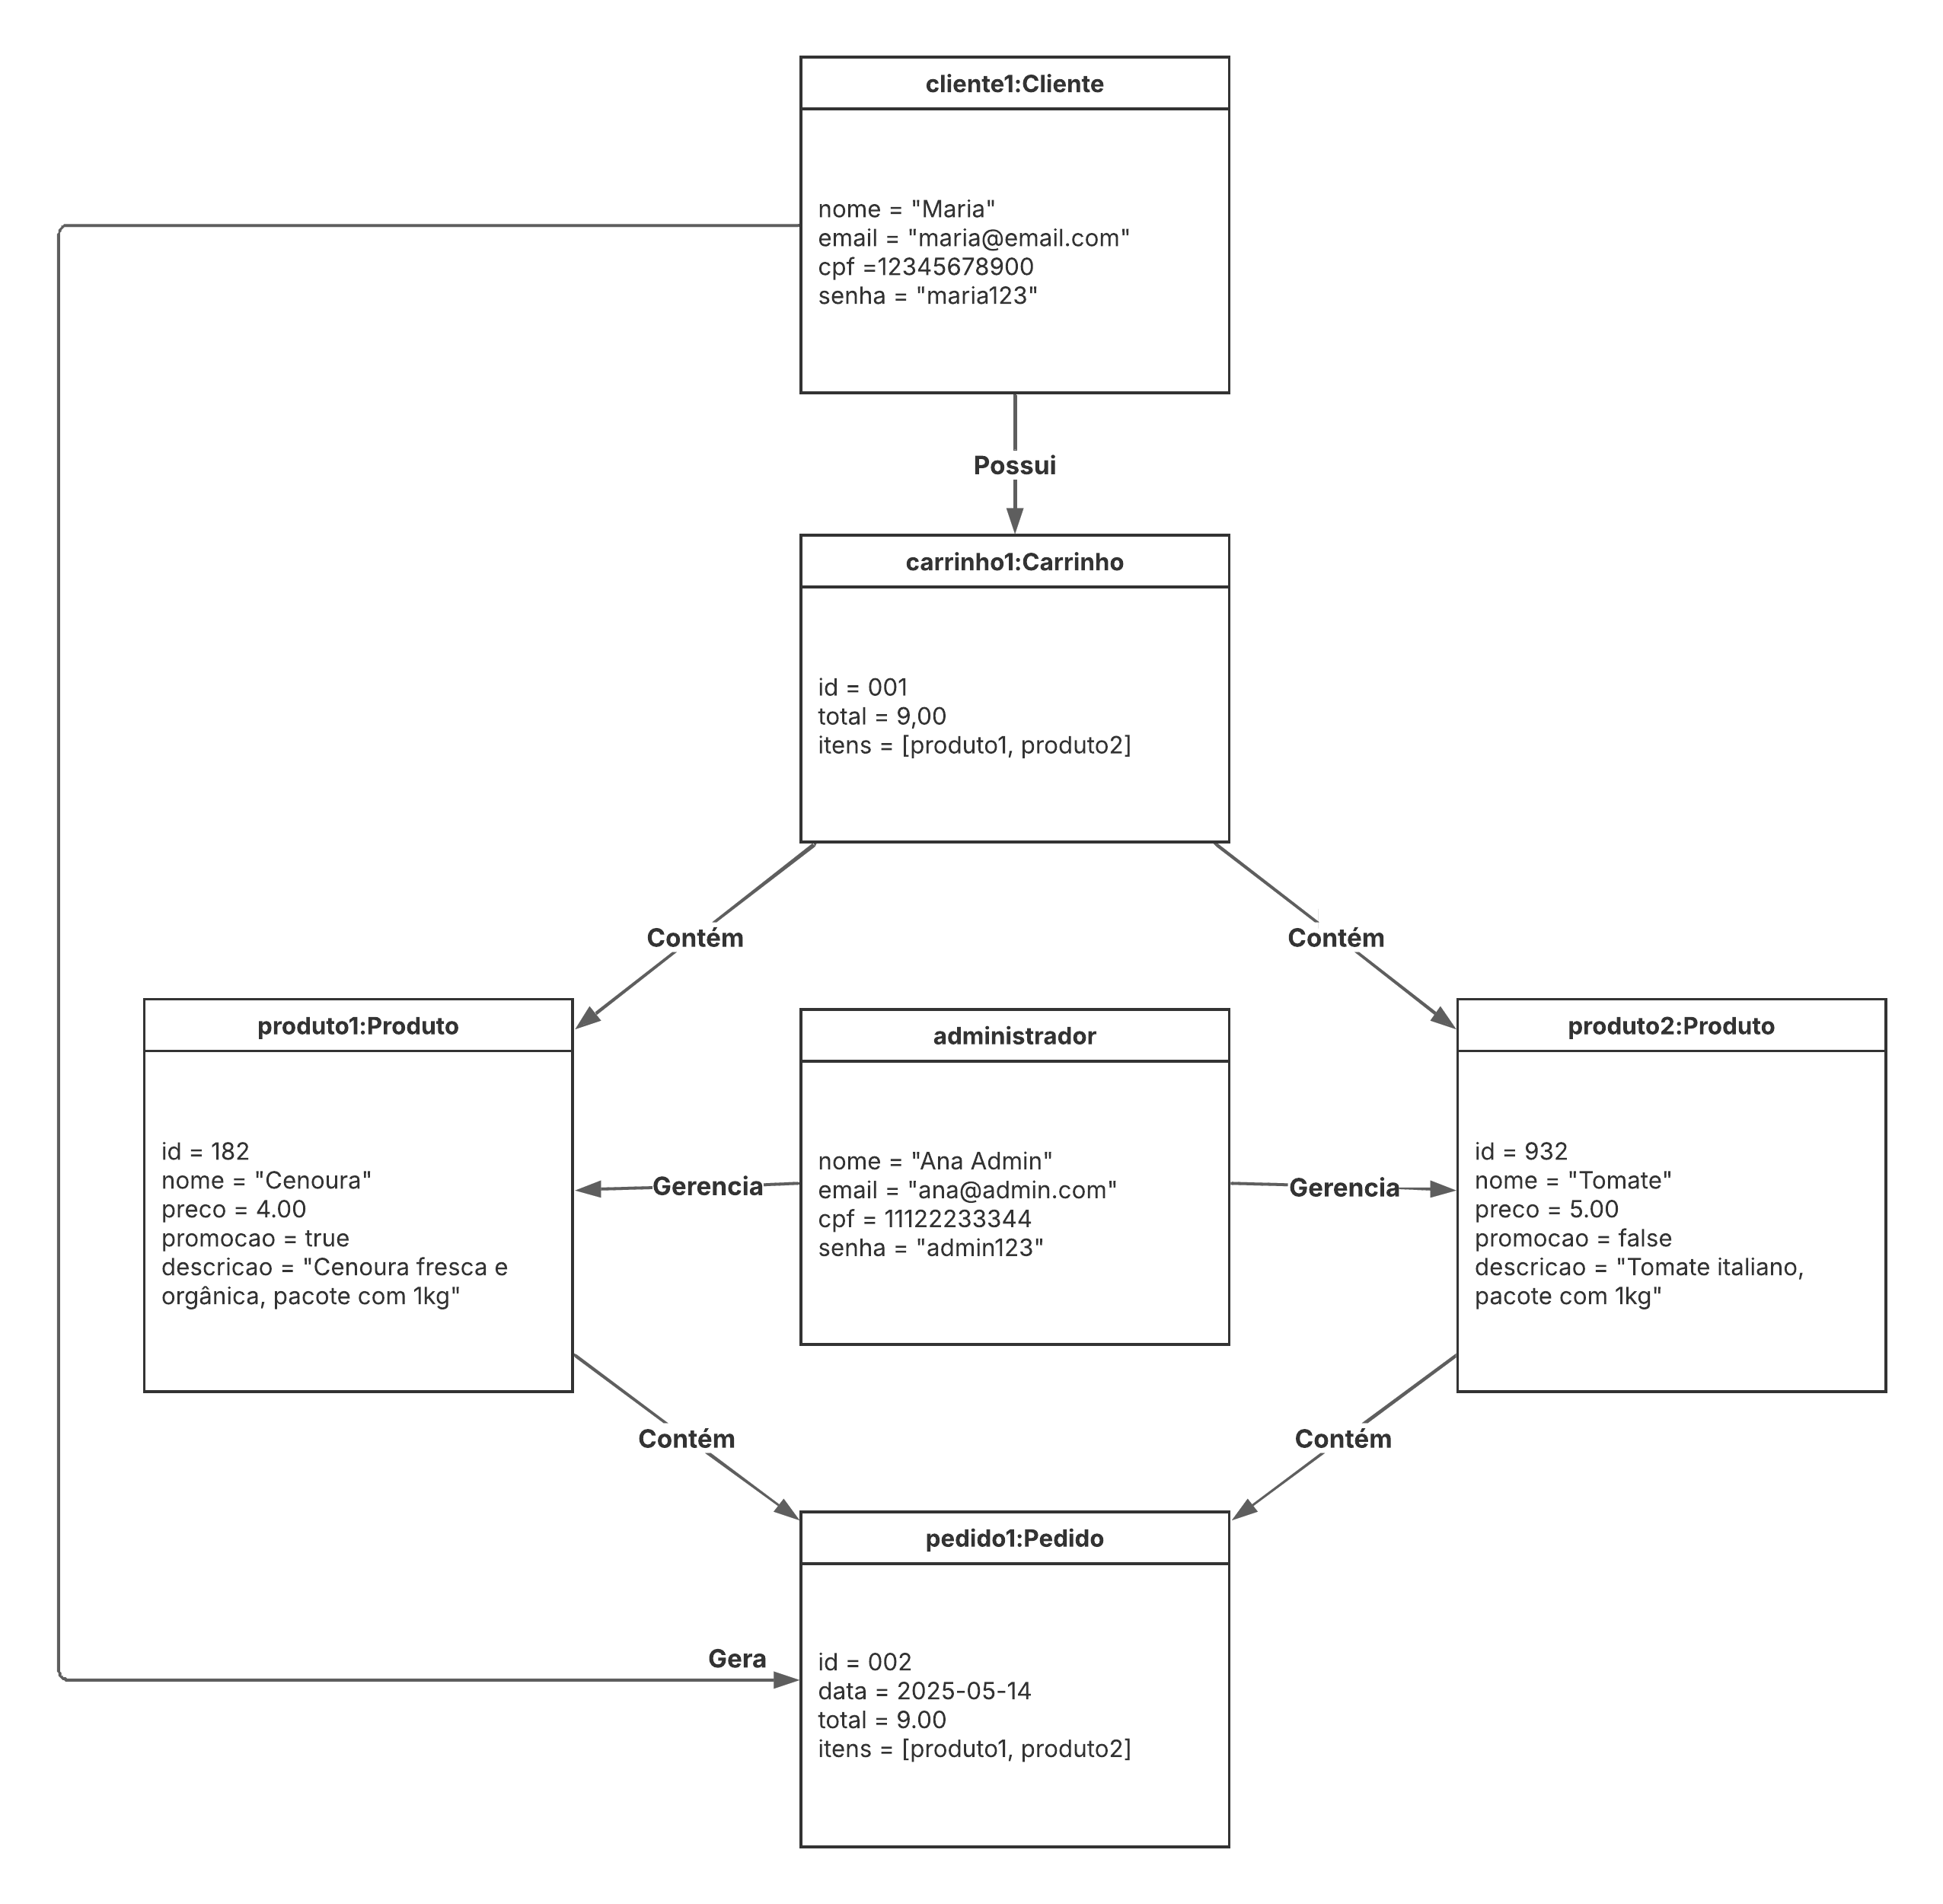 cliente1:Cliente
nome = "Maria"
email = "maria@email.com"
cpf =12345678900
senha = "maria123"
Possui
carrinho1:Carrinho
id = 001
total = 9,00
itens = [produto1, produto2]
Contém
Contém
produto1:Produto
id = 182
nome = "Cenoura"
preco = 4.00
promocao = true
descricao = "Cenoura fresca e
orgânica, pacote com 1kg"
Gerencia
administrador
nome = "Ana Admin"
email = "ana@admin.com"
cpf = 11122233344
senha = "admin123"
Gerencia
produto2:Produto
id = 932
nome = "Tomate"
preco = 5.00
promocao = false
descricao = "Tomate italiano,
pacote com 1kg"
Contém
Contém
pedido1:Pedido
Gera
id = 002
data = 2025-05-14
total = 9.00
itens = [produto1, produto2]